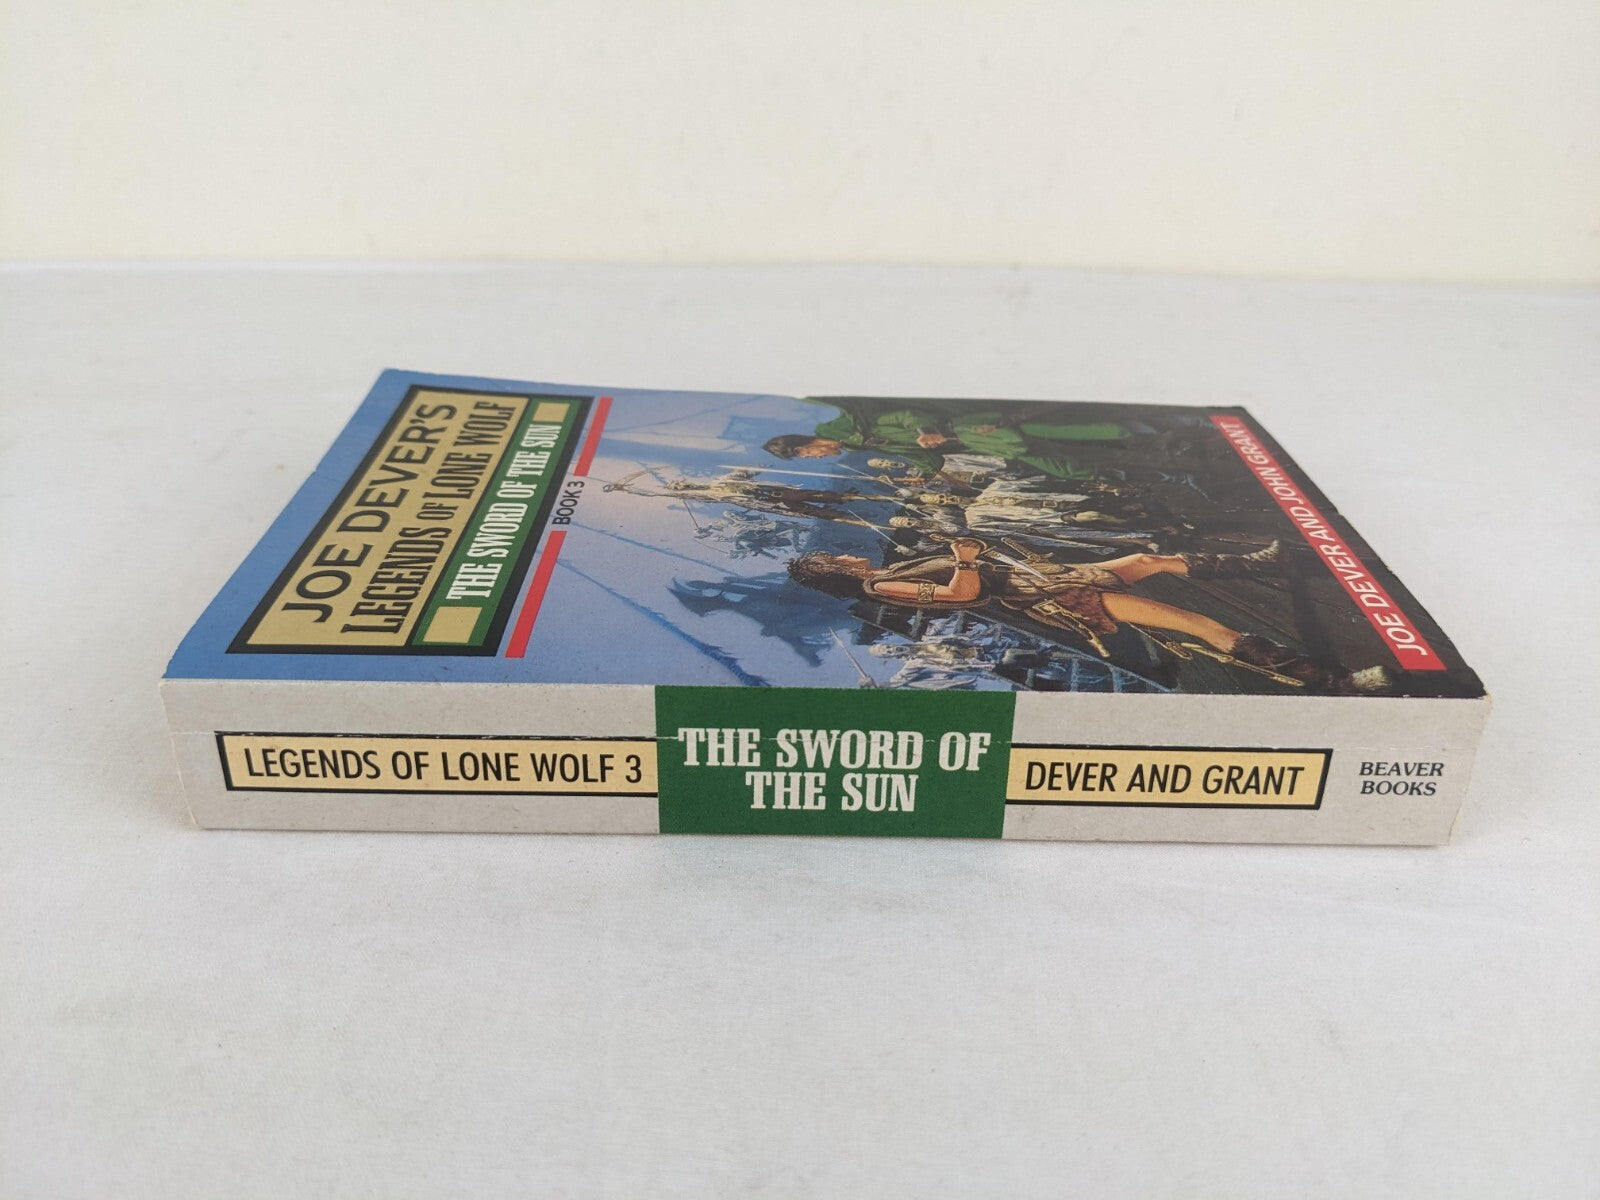 JOE DEVER'S
LEGENDS OF LONE WOLF
THE SWORD OF THE SUN
BOOK 3
JOE DEVER AND JOHN GRANT
LEGENDS OF LONE WOLF 3
THE SWORD OF
THE SUN
DEVER AND GRANT
BEAVER
BOOKS